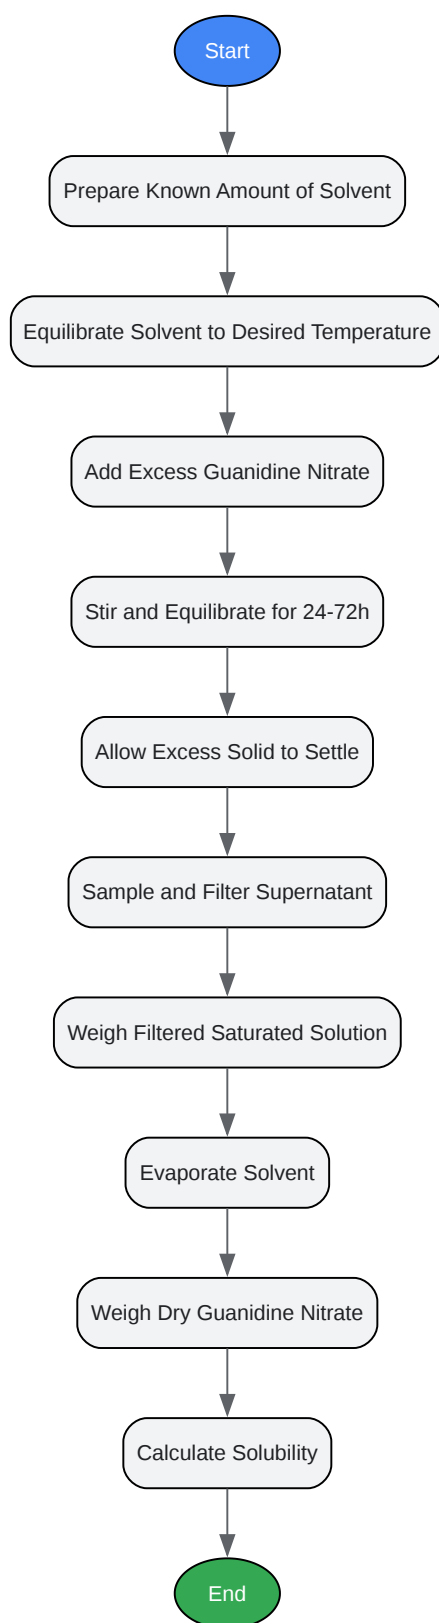 Start
Prepare Known Amount of Solvent
Equilibrate Solvent to Desired Temperature
Add Excess Guanidine Nitrate
Stir and Equilibrate for 24-72h
Allow Excess Solid to Settle
Sample and Filter Supernatant
Weigh Filtered Saturated Solution
Evaporate Solvent
Weigh Dry Guanidine Nitrate
Calculate Solubility
End